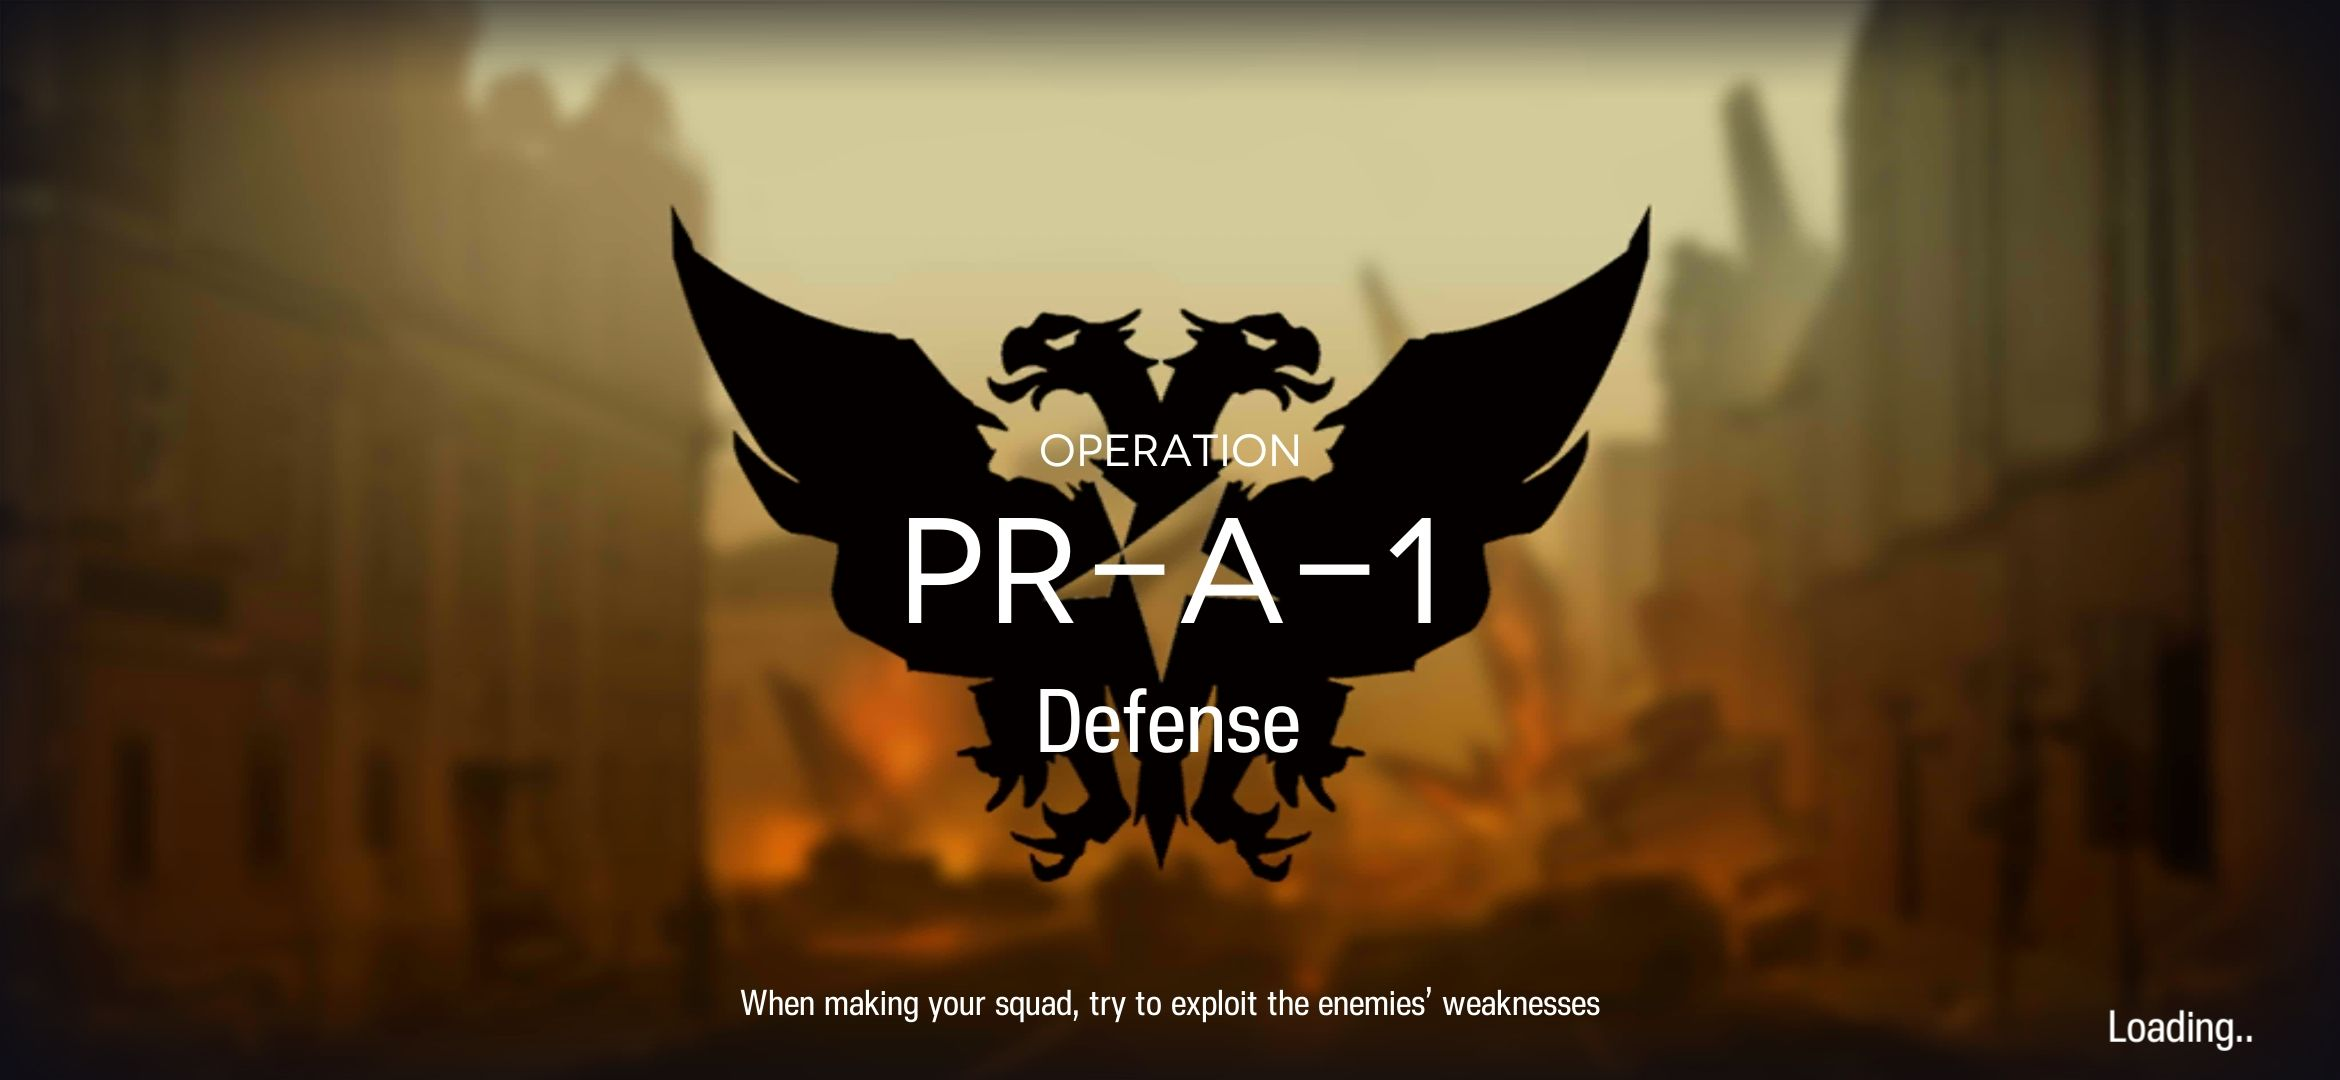 OPERATION
PR-A-1
Defense
When making your squad, try to exploit the enemies’ weaknesses
Loading..